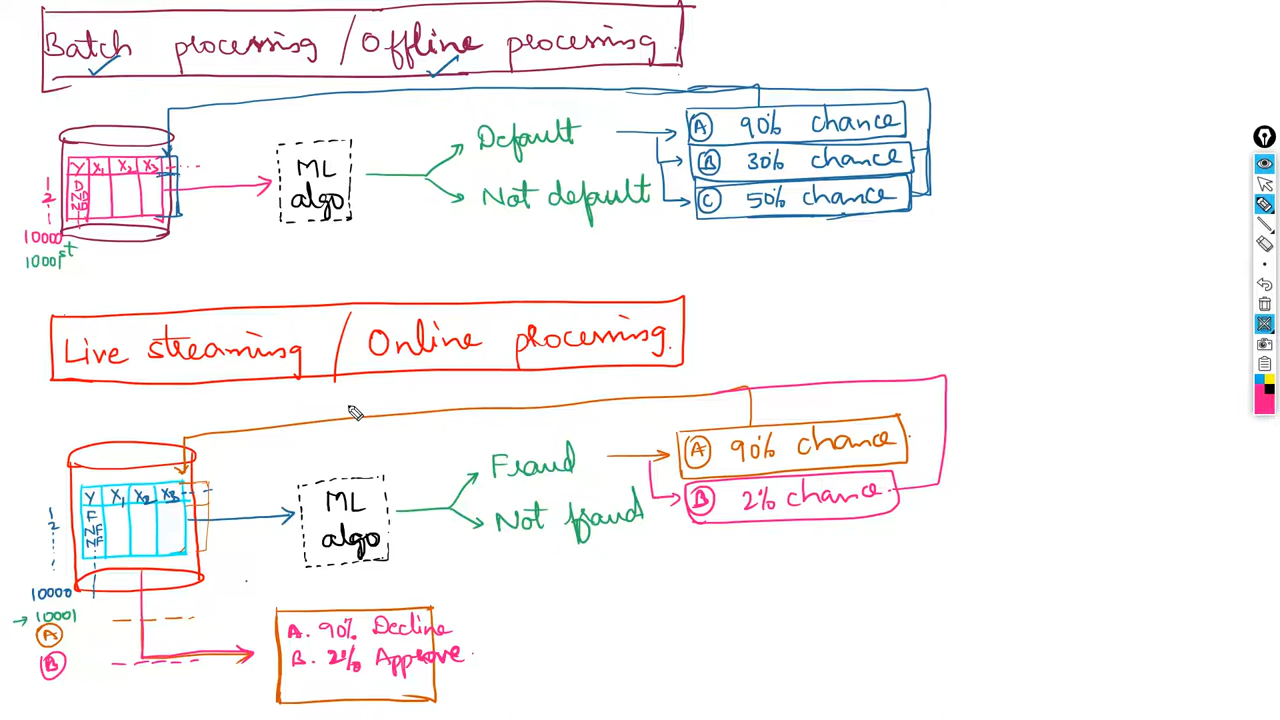 Batch processing / Offline processing
Default
A 90% chance
B 30% chance
Not default
C 50% chance
ML
algo
Y X1 X2 X3
D
ND
ND
1
2
10000
10001st
Live streaming / Online processing.
Fraud
A 90% chance
Not fraud
B 2% chance
ML
algo
Y X1 X2 X3
F
NF
NF
1
2
10000
10001
A
B
A. 90% Decline
B. 2% Approve